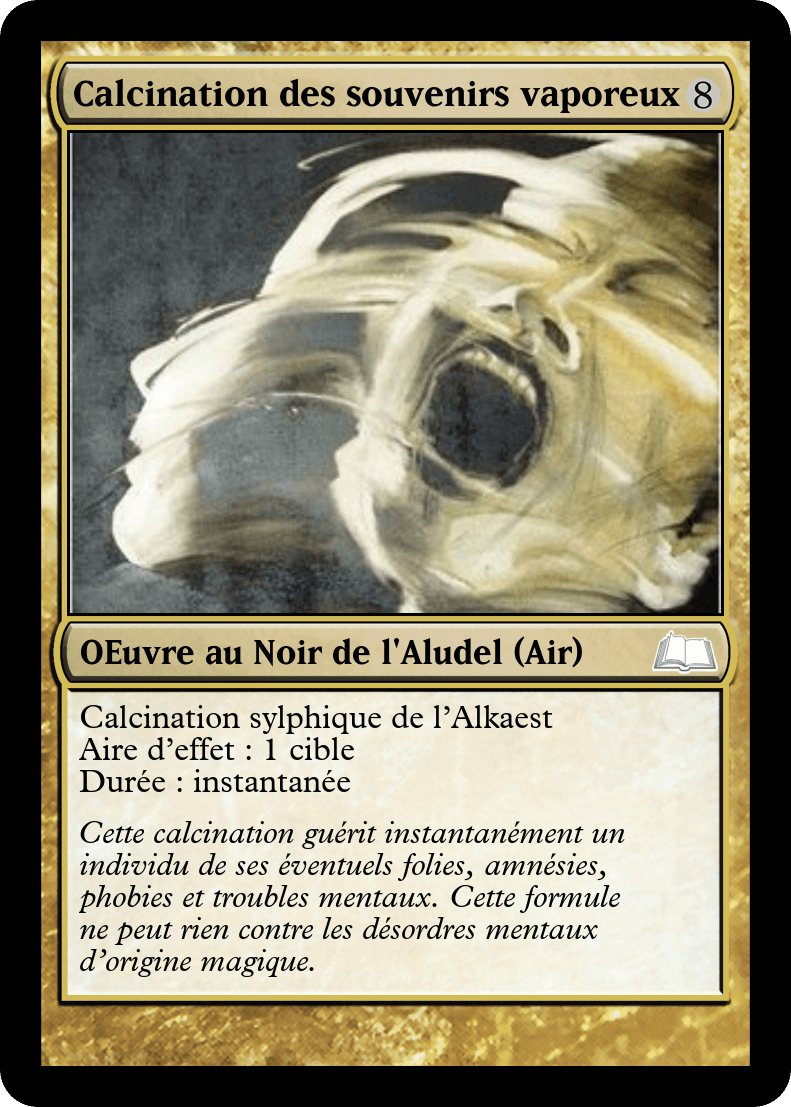 Calcination des souvenirs vaporeux 8
OEuvre au Noir de l'Aludel (Air)
Calcination sylphique de l’Alkaest
Aire d’effet : 1 cible
Durée : instantanée
Cette calcination guérit instantanément un
individu de ses éventuels folies, amnésies,
phobies et troubles mentaux. Cette formule
ne peut rien contre les désordres mentaux
d’origine magique.